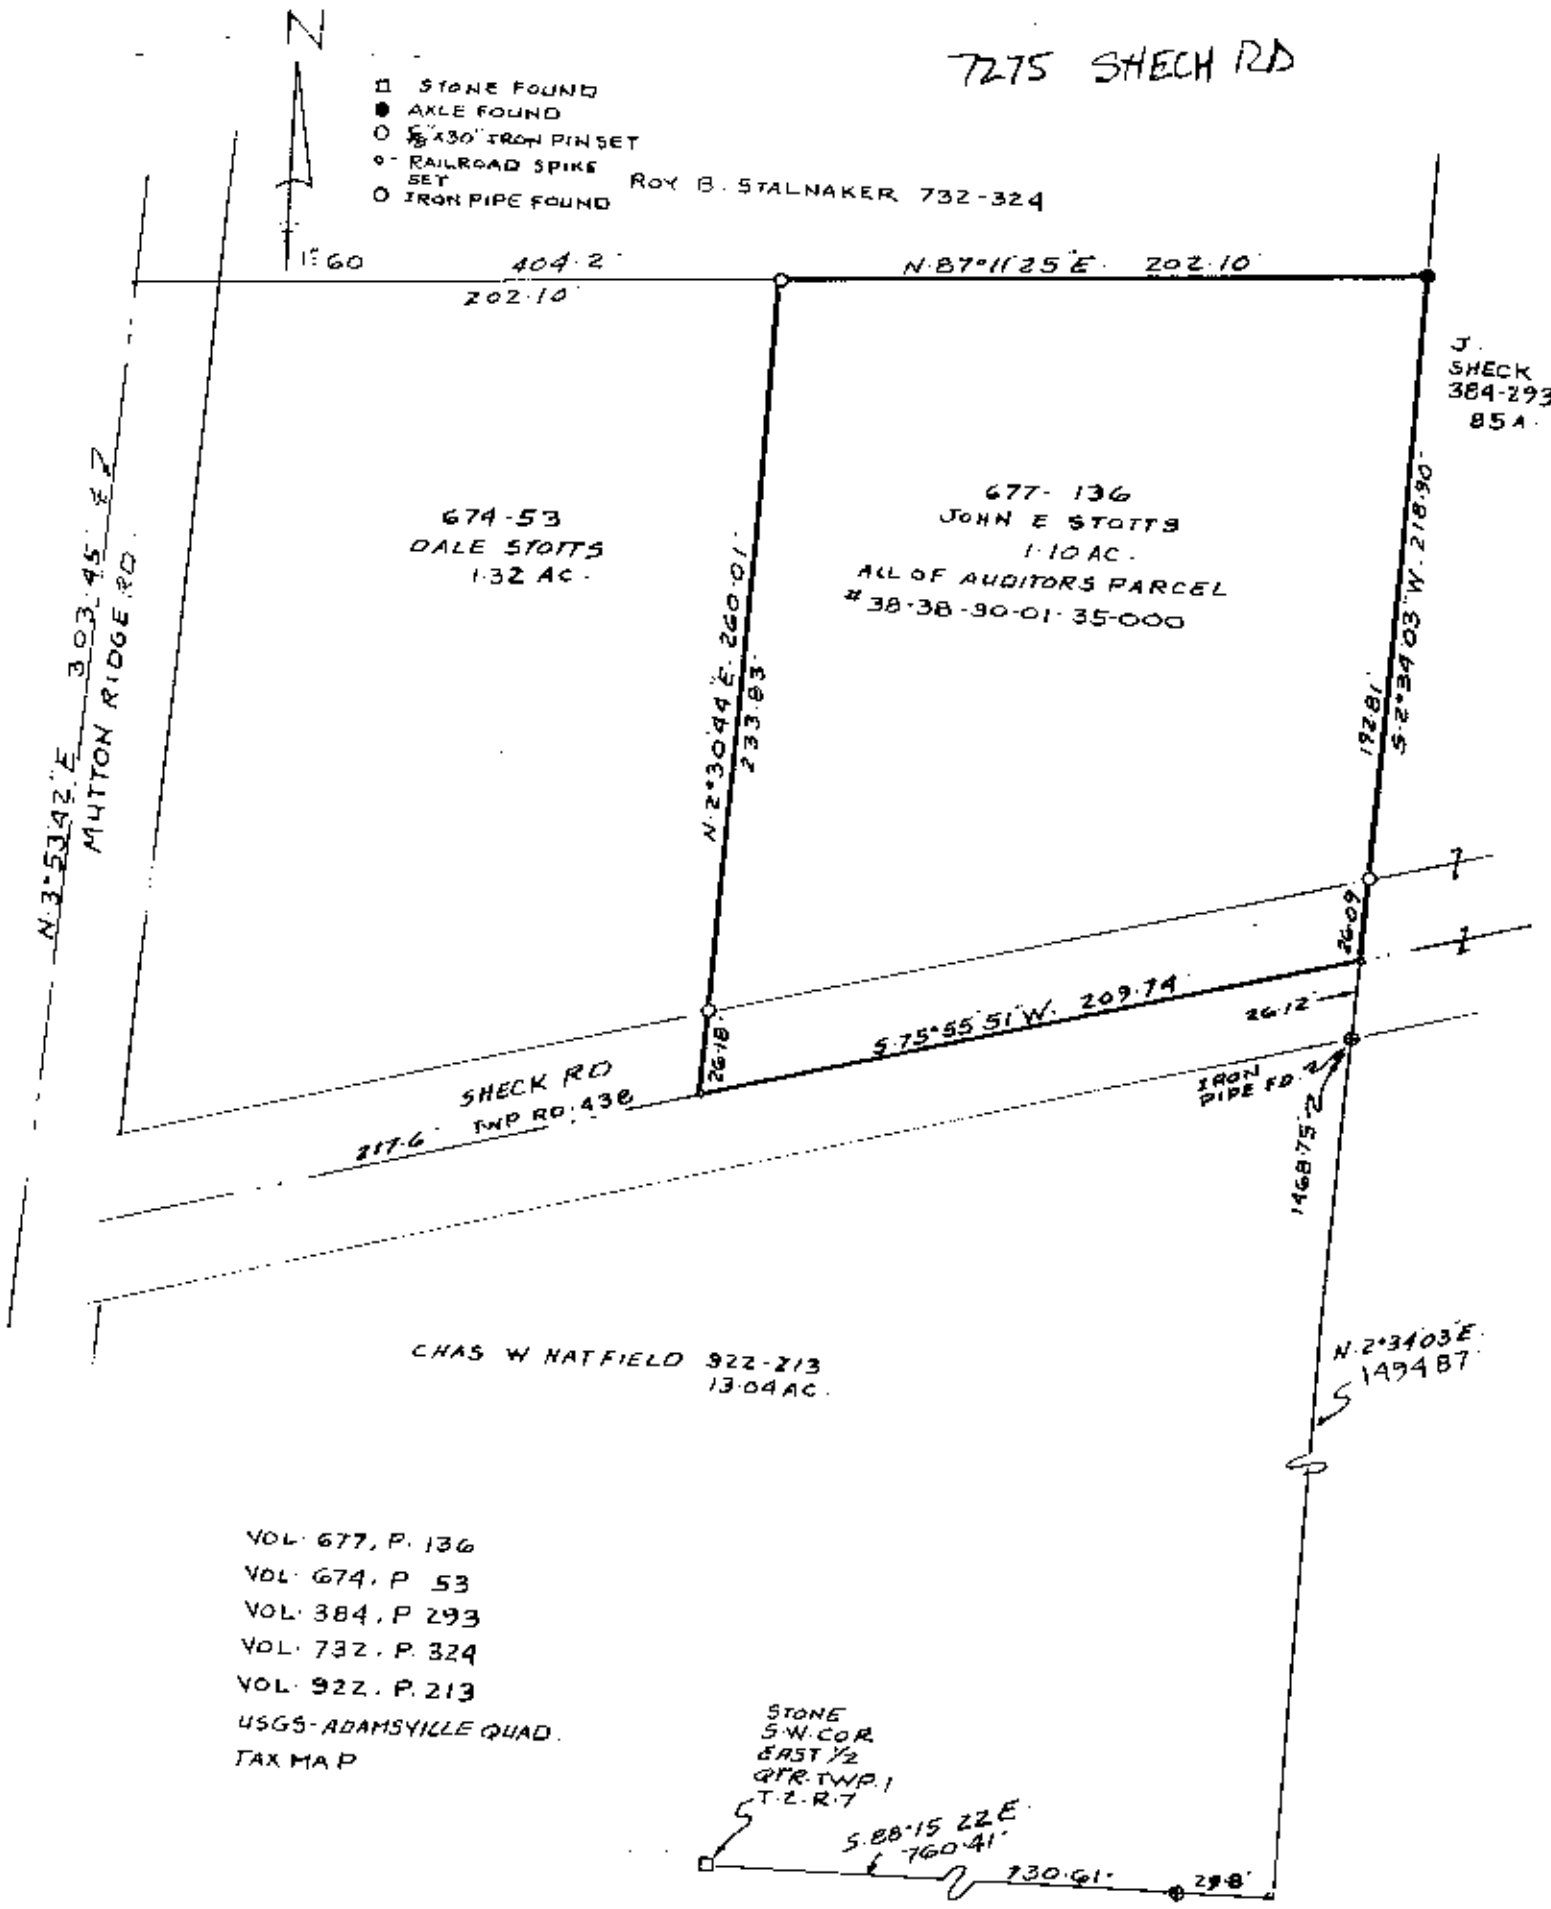 N
7275 SHECH RD
STONE FOUND
AXLE FOUND
5/8"x30" IRON PIN SET
RAILROAD SPIKE
SET
IRON PIPE FOUND
ROY B. STALNAKER 732-324
1"=60
404.2'
202.10'
N.87°11'25"E. 202.10'
J.
SHECK
384-293
85 A.
677-136
JOHN E STOTTS
1.10 AC.
ALL OF AUDITORS PARCEL
#38-38-90-01-35-000
674-53
DALE STOTTS
1.32 AC.
N.3°53'42"E 303.45'
MUTTON RIDGE RD.
N.2°30'44"E. 260.01'
233.83'
192.81'
S.2°34'03"W. 218.90'
26.09
26.18'
S.75°55'51"W. 209.74'
26.12'
SHECK RD
TWP RD. 438
217.6'
IRON
PIPE FD.
1468.75'
CHAS W HATFIELD 922-213
13.04 AC.
N.2°34'03"E.
1494.87'
VOL. 677, P. 136
VOL. 674, P 53
VOL. 384, P 293
VOL. 732, P. 324
VOL. 922, P. 213
USGS-ADAMSVILLE QUAD.
TAX MAP
STONE
S.W. COR.
EAST 1/2
QTR. TWP. 1
T.2. R.7
S.88°15'22"E.
760.41'
730.61'
29.8'